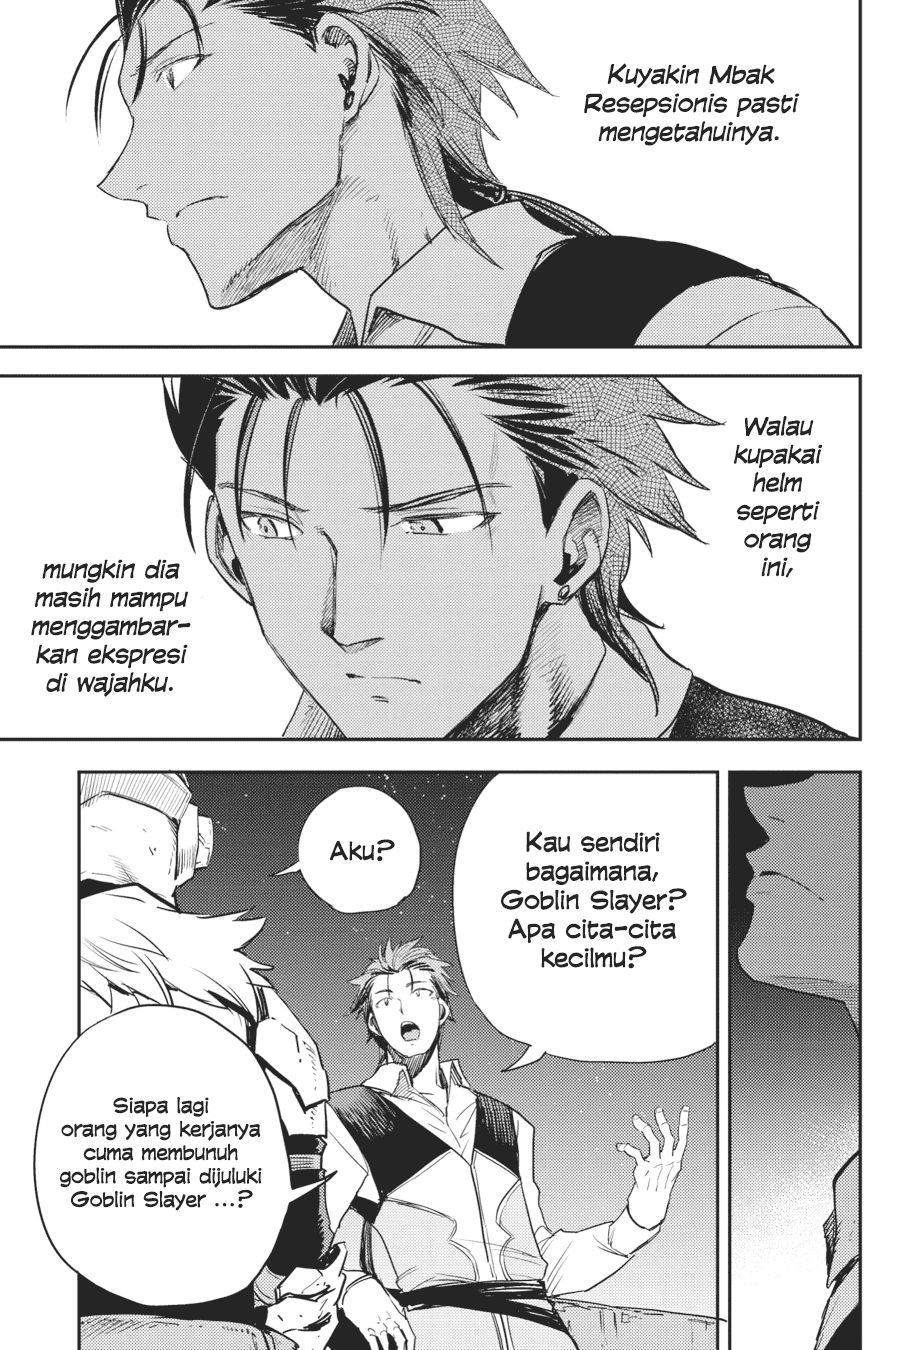 Kuyakin Mbak
Resepsionis pasti
mengetahuinya.
Walau
kupakai
helm
seperti
orang
ini,
mungkin dia
masih mampu
menggambar-
kan ekspresi
di wajahku.
Kau sendiri
bagaimana,
Goblin Slayer?
Apa cita-cita
kecilmu?
Aku?
Siapa lagi
orang yang kerjanya
cuma membunuh
goblin sampai dijuluki
Goblin Slayer ...?